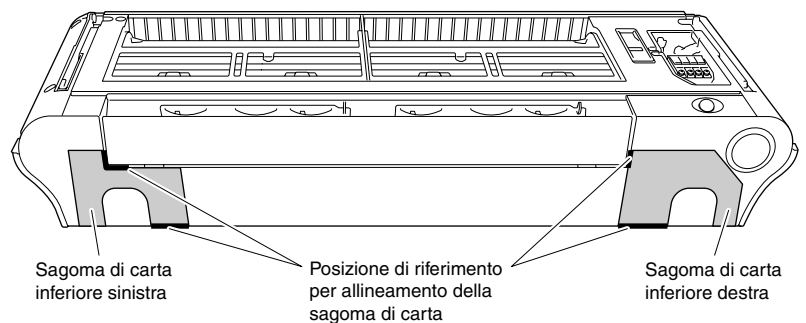 Sagoma di carta
inferiore sinistra
Posizione di riferimento
per allineamento della
sagoma di carta
Sagoma di carta
inferiore destra